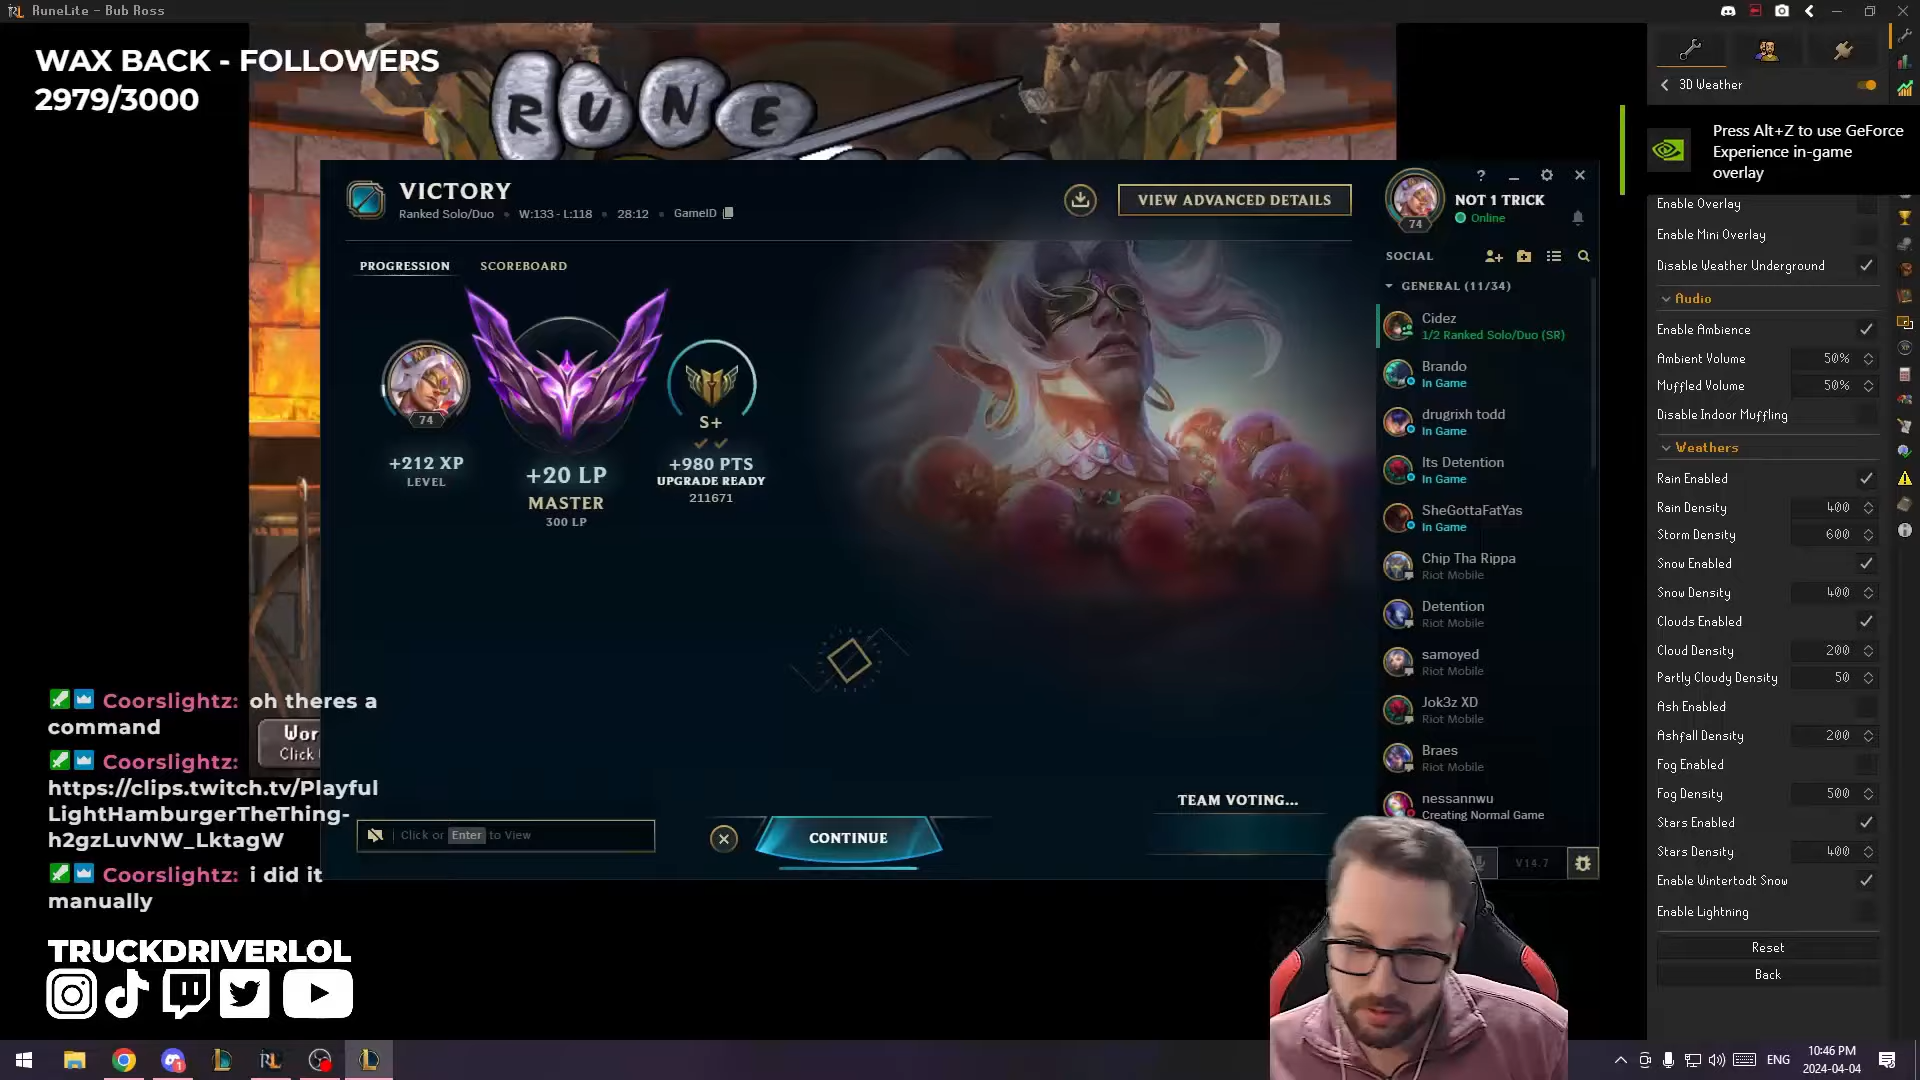 RuneLite - Bub Ross
WAX BACK - FOLLOWERS
2979/3000
RUNE
3D Weather
Press Alt+Z to use GeForce
Experience in-game
overlay
VICTORY
Ranked Solo/Duo • W:133 - L:118 • 28:12 • GameID
VIEW ADVANCED DETAILS
74
NOT 1 TRICK
Online
PROGRESSION
SCOREBOARD
74
+212 XP
LEVEL
+20 LP
MASTER
300 LP
S+
+980 PTS
UPGRADE READY
211671
TEAM VOTING...
Click or Enter to View
CONTINUE
SOCIAL
GENERAL (11/34)
Cidez
1/2 Ranked Solo/Duo (SR)
Brando
In Game
drugrixh todd
In Game
Its Detention
In Game
SheGottaFatYas
In Game
Chip Tha Rippa
Riot Mobile
Detention
Riot Mobile
samoyed
Riot Mobile
Jok3z XD
Riot Mobile
Braes
Riot Mobile
nessannwu
Creating Normal Game
V14.7
Enable Overlay
Enable Mini Overlay
Disable Weather Underground
Audio
Enable Ambience
Ambient Volume 50%
Muffled Volume 50%
Disable Indoor Muffling
Weathers
Rain Enabled
Rain Density 400
Storm Density 600
Snow Enabled
Snow Density 400
Clouds Enabled
Cloud Density 200
Partly Cloudy Density 50
Ash Enabled
Ashfall Density 200
Fog Enabled
Fog Density 500
Stars Enabled
Stars Density 400
Enable Wintertodt Snow
Enable Lightning
Reset
Back
Coorslightz: oh theres a
command
Coorslightz:
https://clips.twitch.tv/Playful
LightHamburgerTheThing-
h2gzLuvNW_LktagW
Coorslightz: i did it
manually
Wor
Click
TRUCKDRIVERLOL
ENG
10:46 PM
2024-04-04